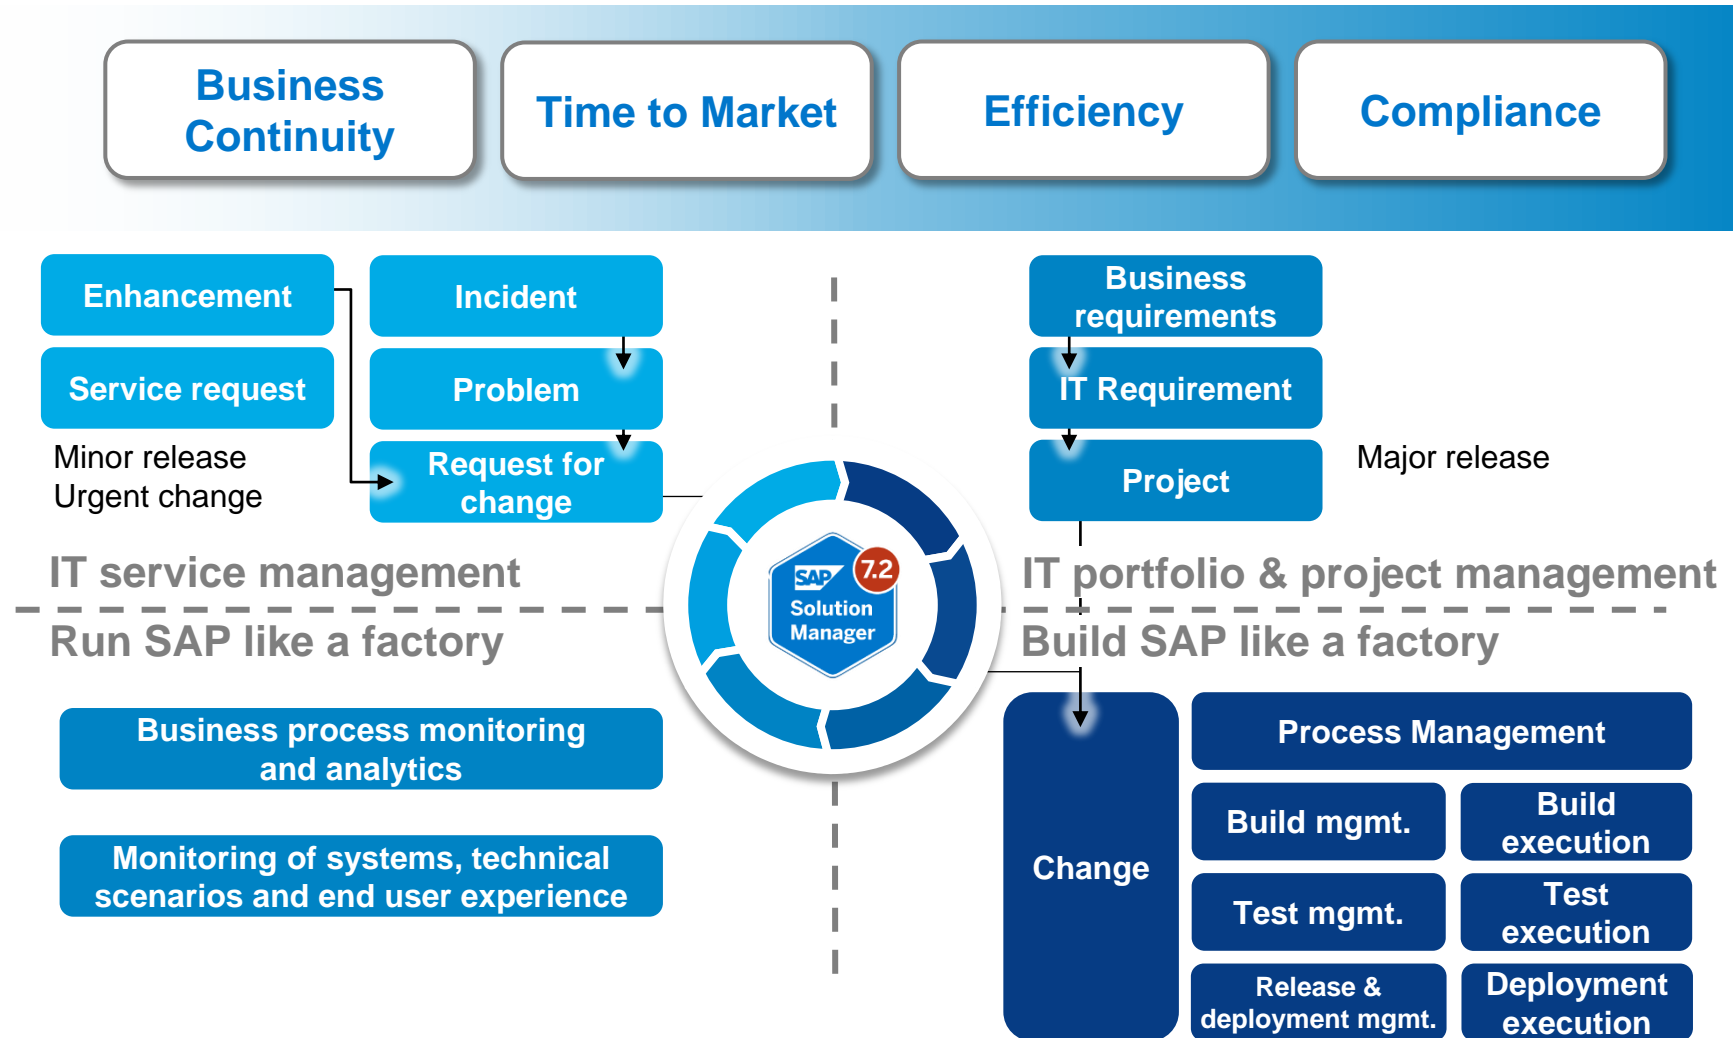 Business
Continuity
Time to Market
Efficiency
Compliance
Enhancement
Incident
Service request
Problem
Minor release
Urgent change
Request for
change
Business
requirements
IT Requirement
Project
Major release
IT service management
IT portfolio & project management
SAP
7.2
Solution
Manager
Run SAP like a factory
Build SAP like a factory
Business process monitoring
and analytics
Monitoring of systems, technical
scenarios and end user experience
Change
Process Management
Build mgmt.
Build
execution
Test mgmt.
Test
execution
Release &
deployment mgmt.
Deployment
execution